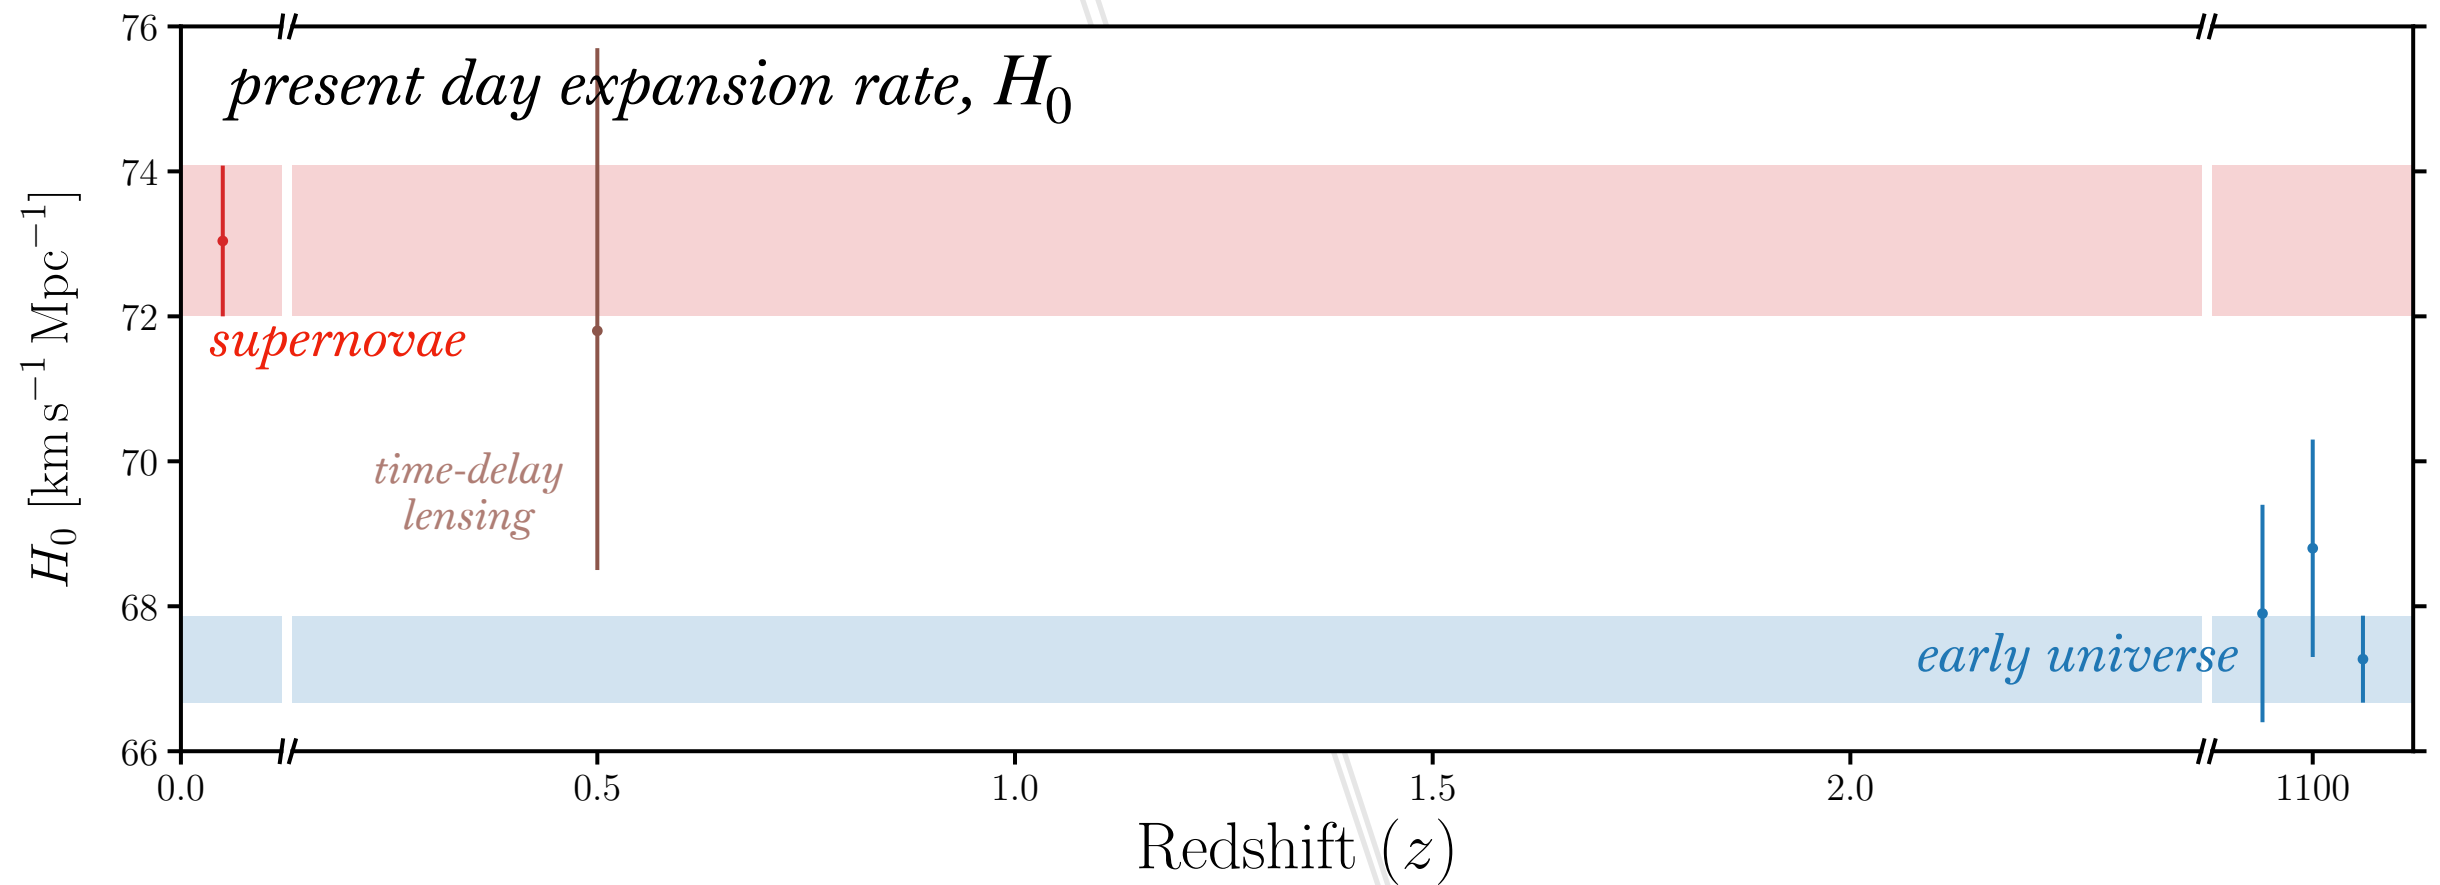 76
present day expansion rate, H₀
74
72
supernovae
70
time-delay
lensing
68
early universe
66
H₀ [km s⁻¹ Mpc⁻¹]
0.0 0.5 1.0 1.5 2.0 1100
Redshift (z)